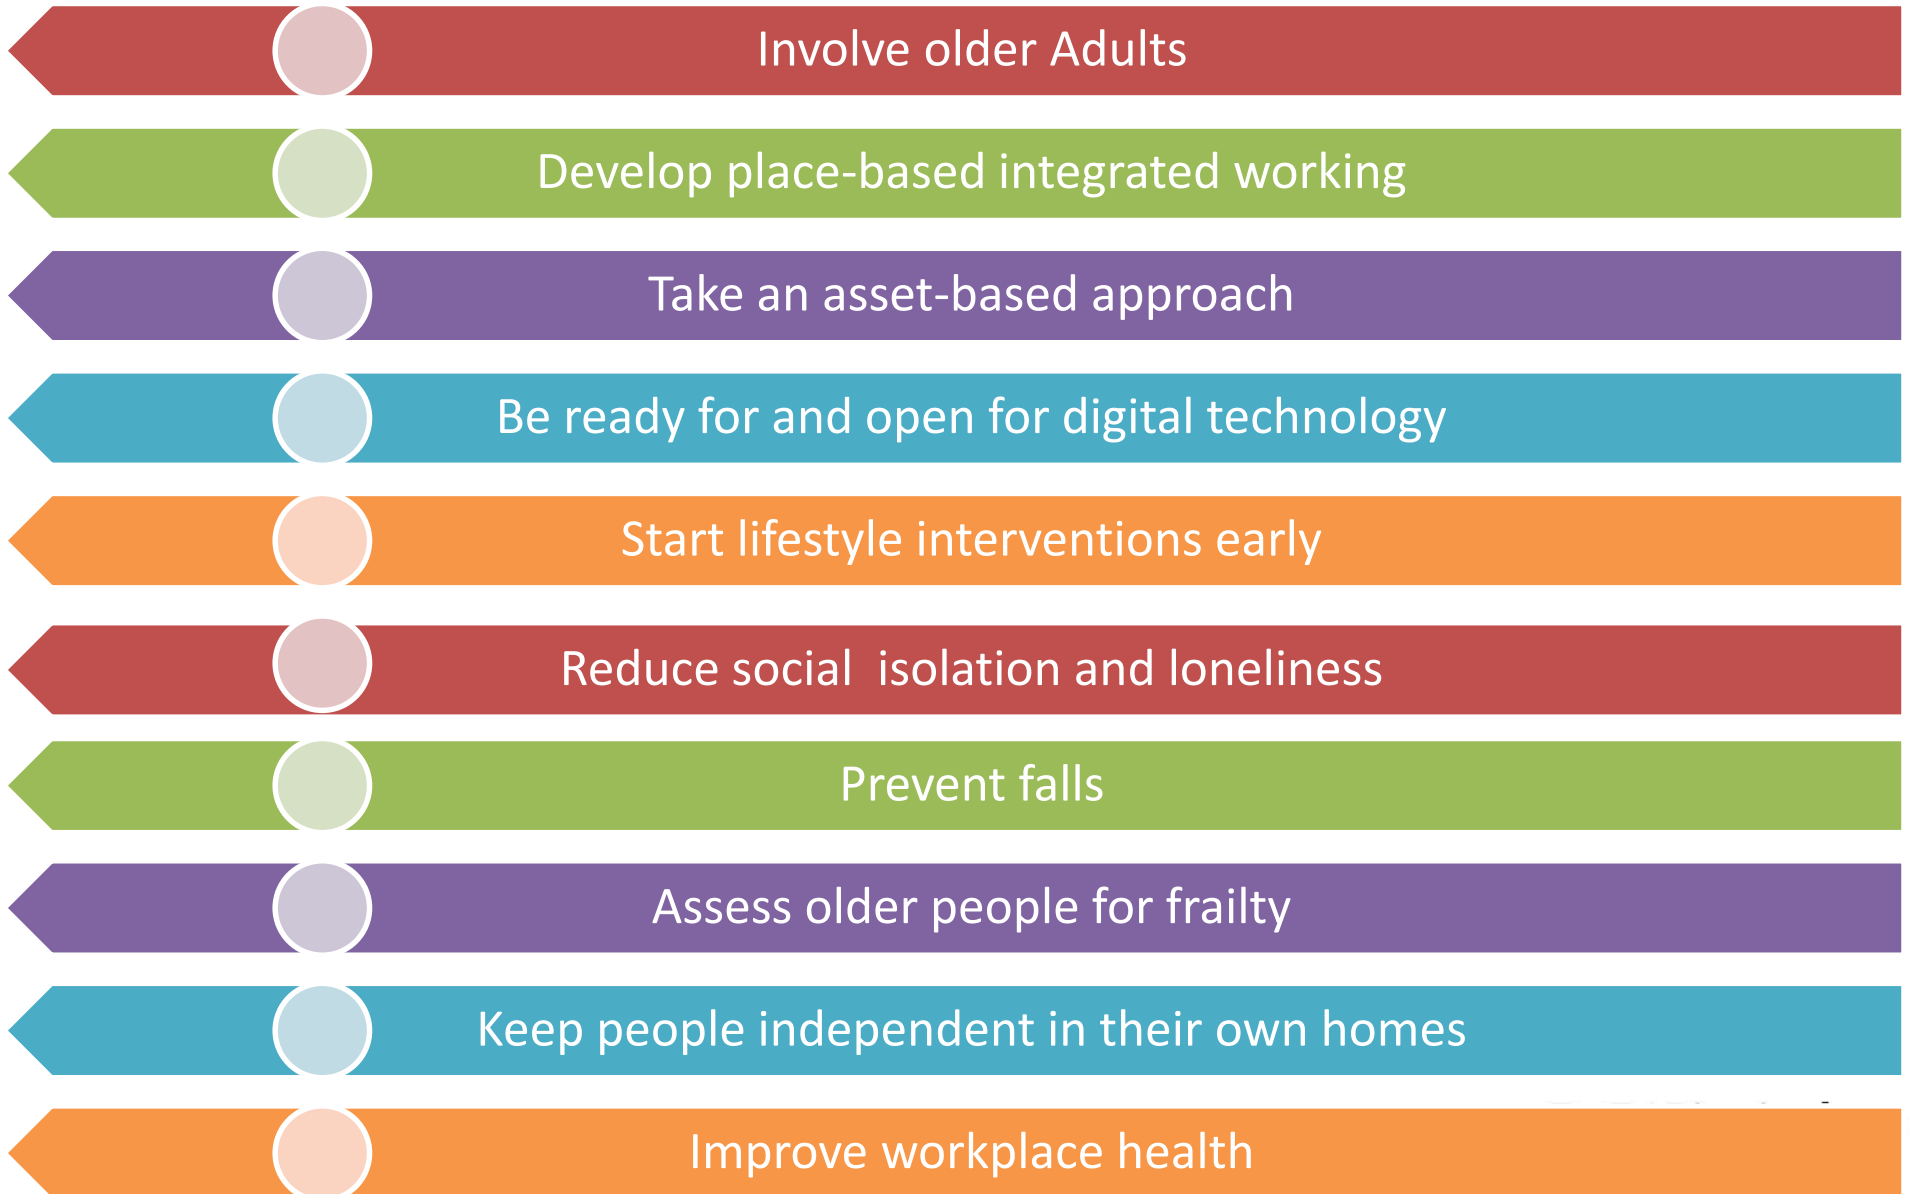 Involve older Adults
Develop place-based integrated working
Take an asset-based approach
Be ready for and open for digital technology
Start lifestyle interventions early
Reduce social  isolation and loneliness
Prevent falls
Assess older people for frailty
Keep people independent in their own homes
Improve workplace health